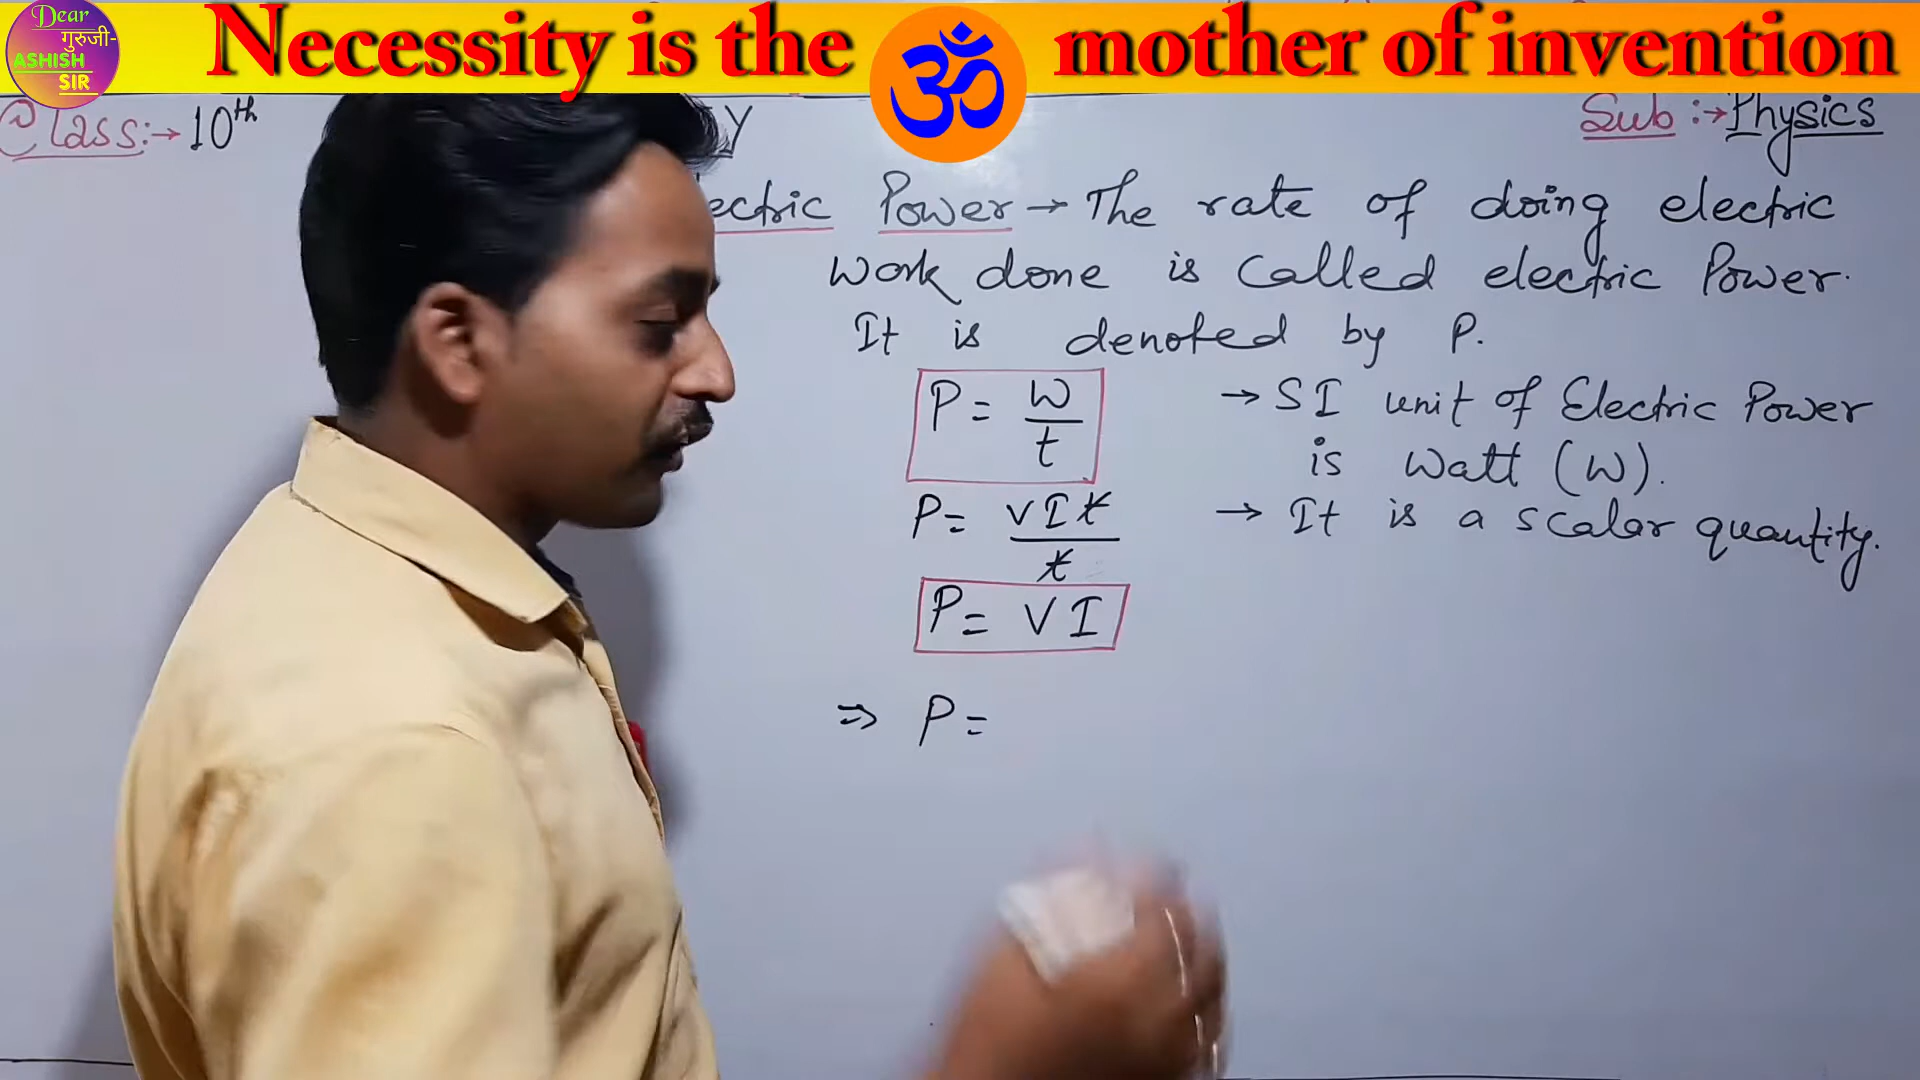 Dear
गुरुजी-
ASHISH
SIR
Necessity is the ॐ mother of invention
Class:→ 10th
Sub:→Physics
Power → The rate of doing electric
work done is called electric Power.
It is denoted by P.
P = W/t
→ SI unit of Electric Power
is Watt (W).
P = VIt/t
→ It is a scalar quantity.
P = VI
⇒ P =